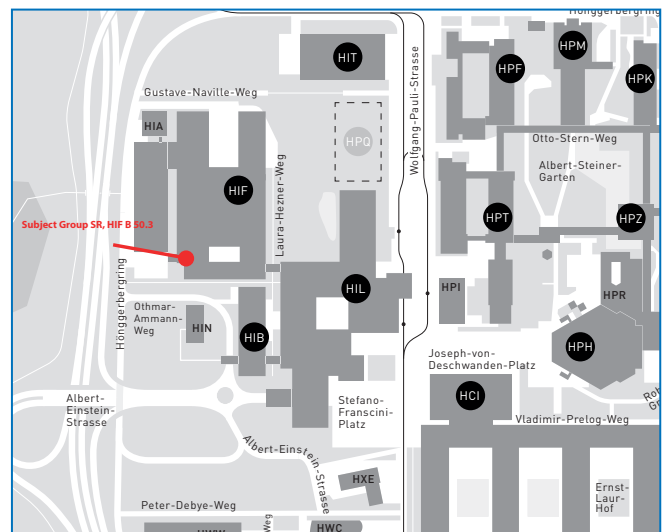 Hönggerbergring
HIT
HPM
HPF
HPK
Gustave-Naville-Weg
Wolfgang-Pauli-Strasse
HIA
HPQ
Otto-Stern-Weg
Albert-Steiner-
Garten
HIF
Laura-Hezner-Weg
Subject Group SR, HIF B 50.3
HPT
HPZ
Hönggerbergring
HIL
HPI
HPR
Othmar-
Ammann-
Weg
HIN
HIB
HPH
Joseph-von-
Deschwanden-Platz
HCI
Albert-
Einstein-
Strasse
Stefano-
Franscini-
Platz
Vladimir-Prelog-Weg
Albert-Einstein-Strasse
HXE
Ernst-
Laur-
Hof
Peter-Debye-Weg
HWW
Weg
HWC